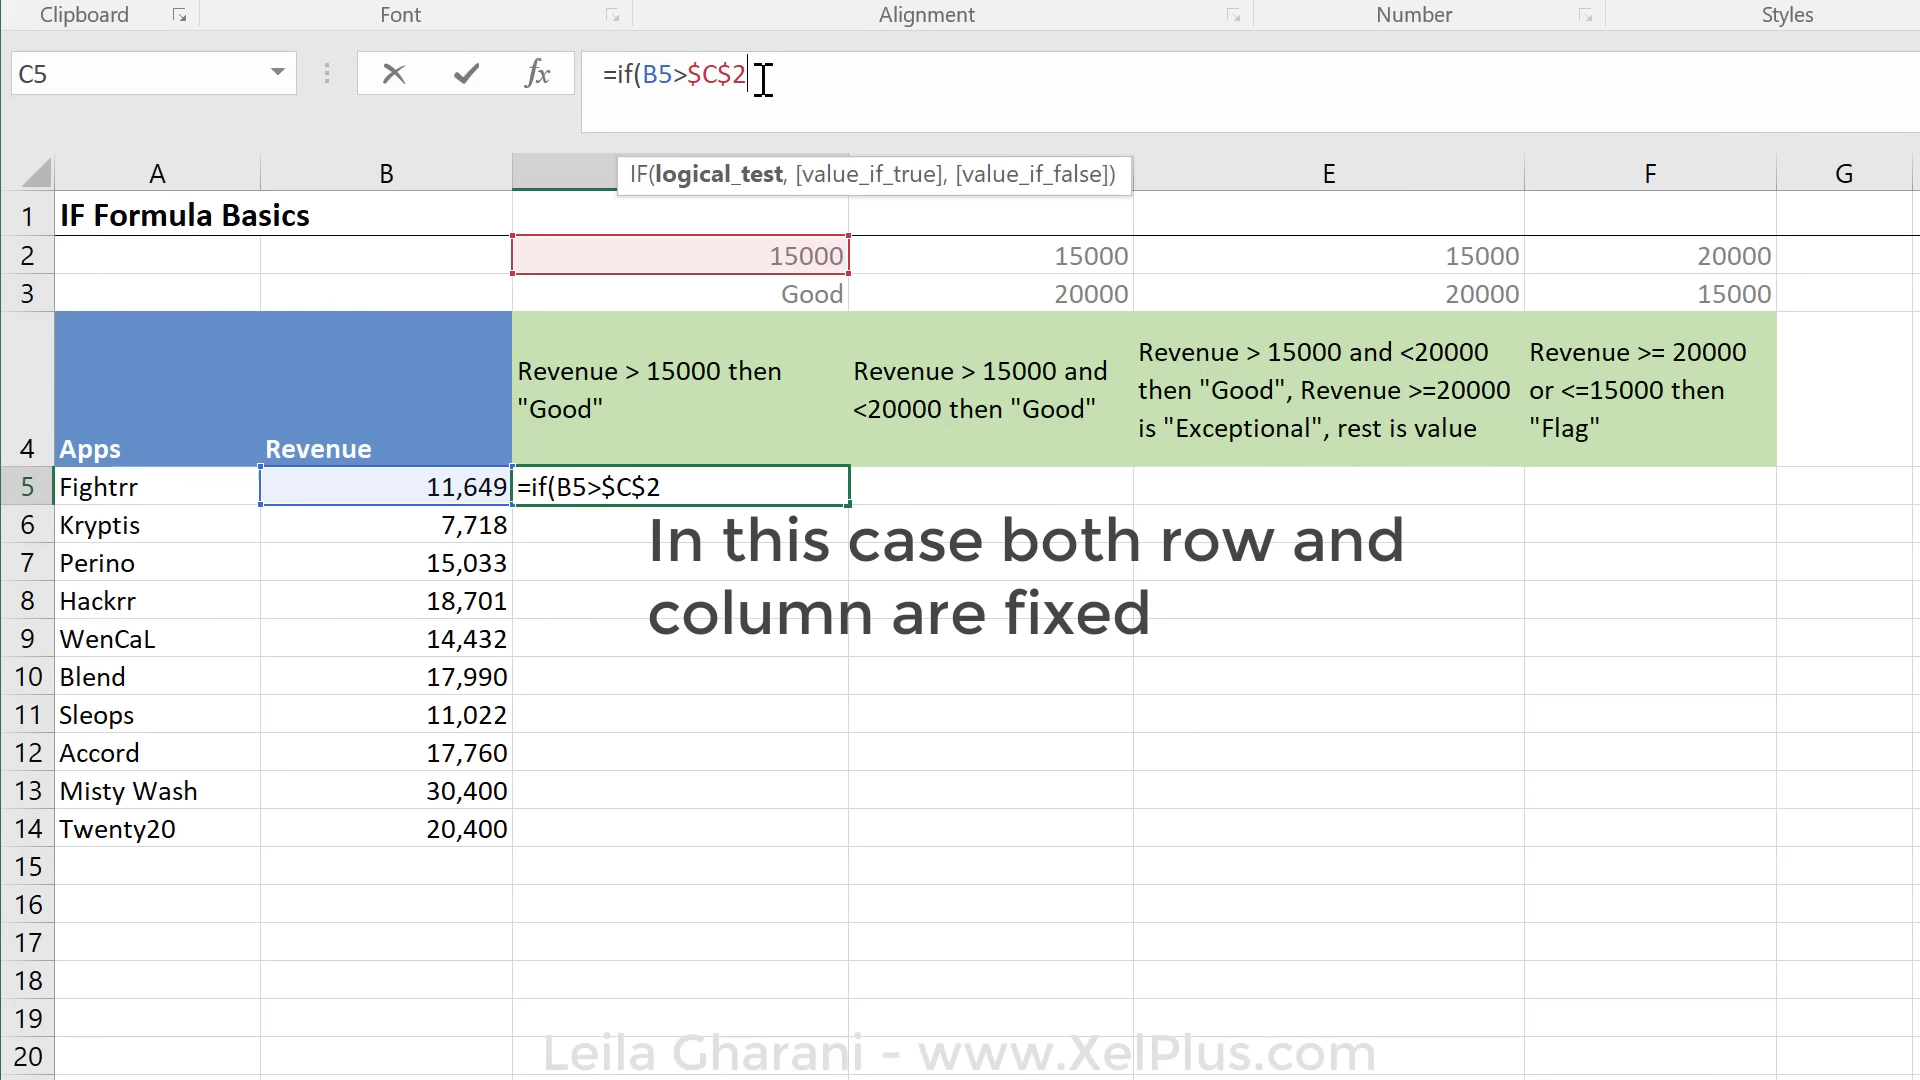 Clipboard Font Alignment Number Styles
C5 fx =if(B5>$C$2
A B E F G
IF(logical_test, [value_if_true], [value_if_false])
1 IF Formula Basics
2 15000 15000 15000 20000
3 Good 20000 20000 15000
4 Apps Revenue
Revenue > 15000 then
"Good"
Revenue > 15000 and
<20000 then "Good"
Revenue > 15000 and <20000
then "Good", Revenue >=20000
is "Exceptional", rest is value
Revenue >= 20000
or <=15000 then
"Flag"
5 Fightrr 11,649 =if(B5>$C$2
6 Kryptis 7,718
7 Perino 15,033
8 Hackrr 18,701
9 WenCaL 14,432
10 Blend 17,990
11 Sleops 11,022
12 Accord 17,760
13 Misty Wash 30,400
14 Twenty20 20,400
15
16
17
18
19
20
In this case both row and
column are fixed
Leila Gharani - www.XelPlus.com